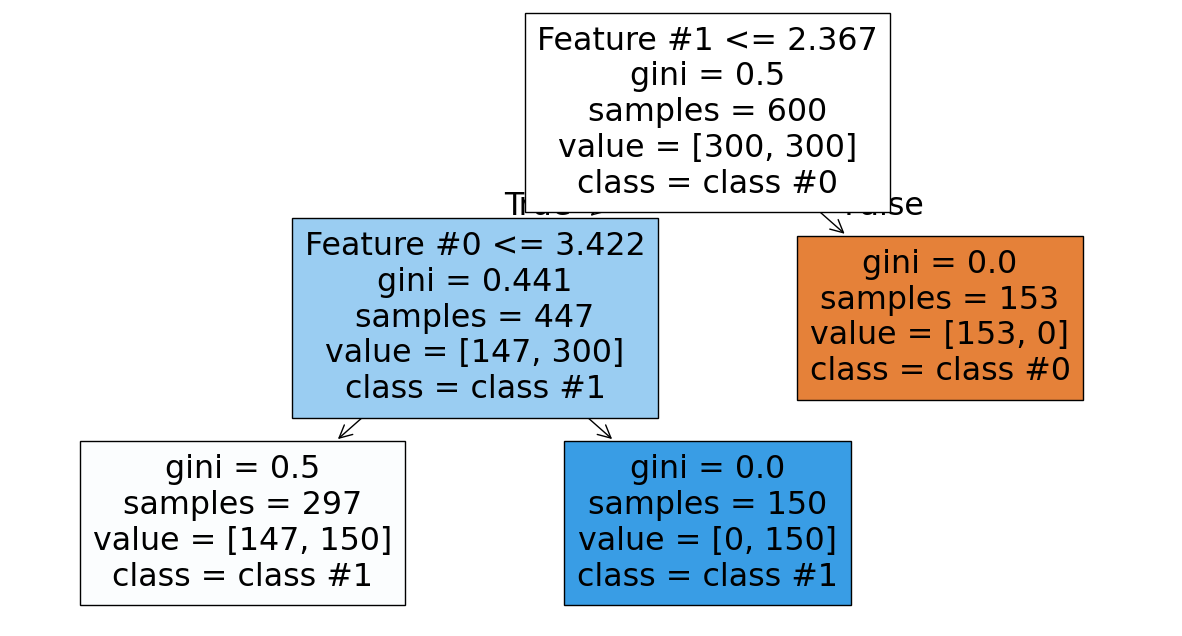 Feature #1 <= 2.367
gini = 0.5
samples = 600
value = [300, 300]
class = class #0
Feature #0 <= 3.422
gini = 0.441
samples = 447
value = [147, 300]
class = class #1
gini = 0.0
samples = 153
value = [153, 0]
class = class #0
gini = 0.5
samples = 297
value = [147, 150]
class = class #1
gini = 0.0
samples = 150
value = [0, 150]
class = class #1